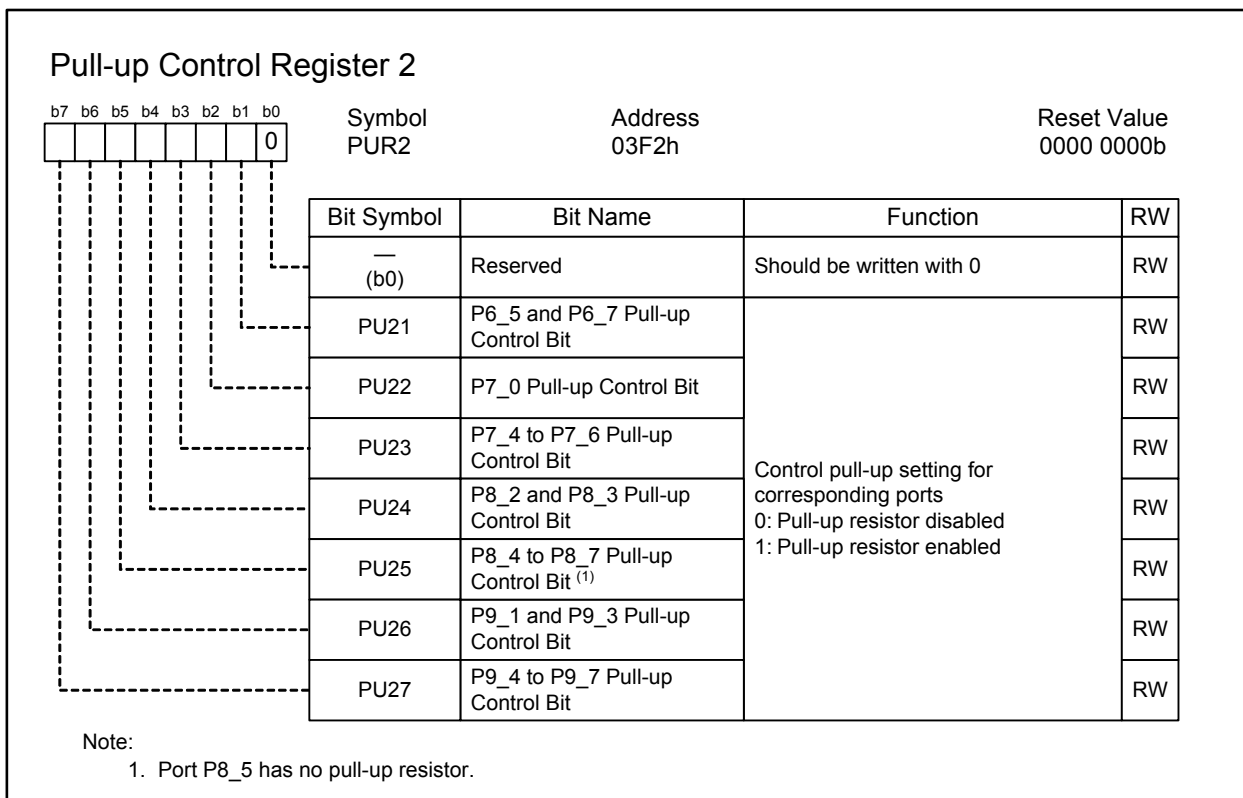 Pull-up Control Register 2
b7 b6 b5 b4 b3 b2 b1 b0
0
Symbol Address Reset Value
PUR2 03F2h 0000 0000b
Bit Symbol Bit Name Function RW
—
(b0) Reserved Should be written with 0 RW
PU21 P6_5 and P6_7 Pull-up
Control Bit RW
PU22 P7_0 Pull-up Control Bit RW
PU23 P7_4 to P7_6 Pull-up
Control Bit RW
PU24 P8_2 and P8_3 Pull-up
Control Bit RW
PU25 P8_4 to P8_7 Pull-up
Control Bit (1) RW
PU26 P9_1 and P9_3 Pull-up
Control Bit RW
PU27 P9_4 to P9_7 Pull-up
Control Bit RW
Control pull-up setting for
corresponding ports
0: Pull-up resistor disabled
1: Pull-up resistor enabled
Note:
1. Port P8_5 has no pull-up resistor.